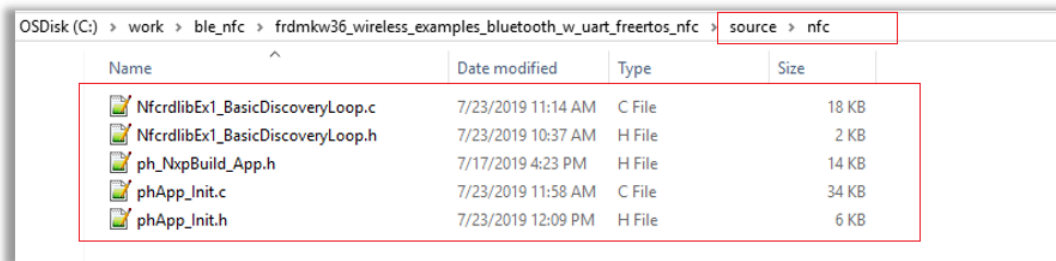 OSDisk (C:) > work > ble_nfc > frdmkw36_wireless_examples_bluetooth_w_uart_freertos_nfc > source > nfc
Name Date modified Type Size
NfcrdlibEx1_BasicDiscoveryLoop.c 7/23/2019 11:14 AM C File 18 KB
NfcrdlibEx1_BasicDiscoveryLoop.h 7/23/2019 10:37 AM H File 2 KB
ph_NxpBuild_App.h 7/17/2019 4:23 PM H File 14 KB
phApp_Init.c 7/23/2019 11:58 AM C File 34 KB
phApp_Init.h 7/23/2019 12:09 PM H File 6 KB